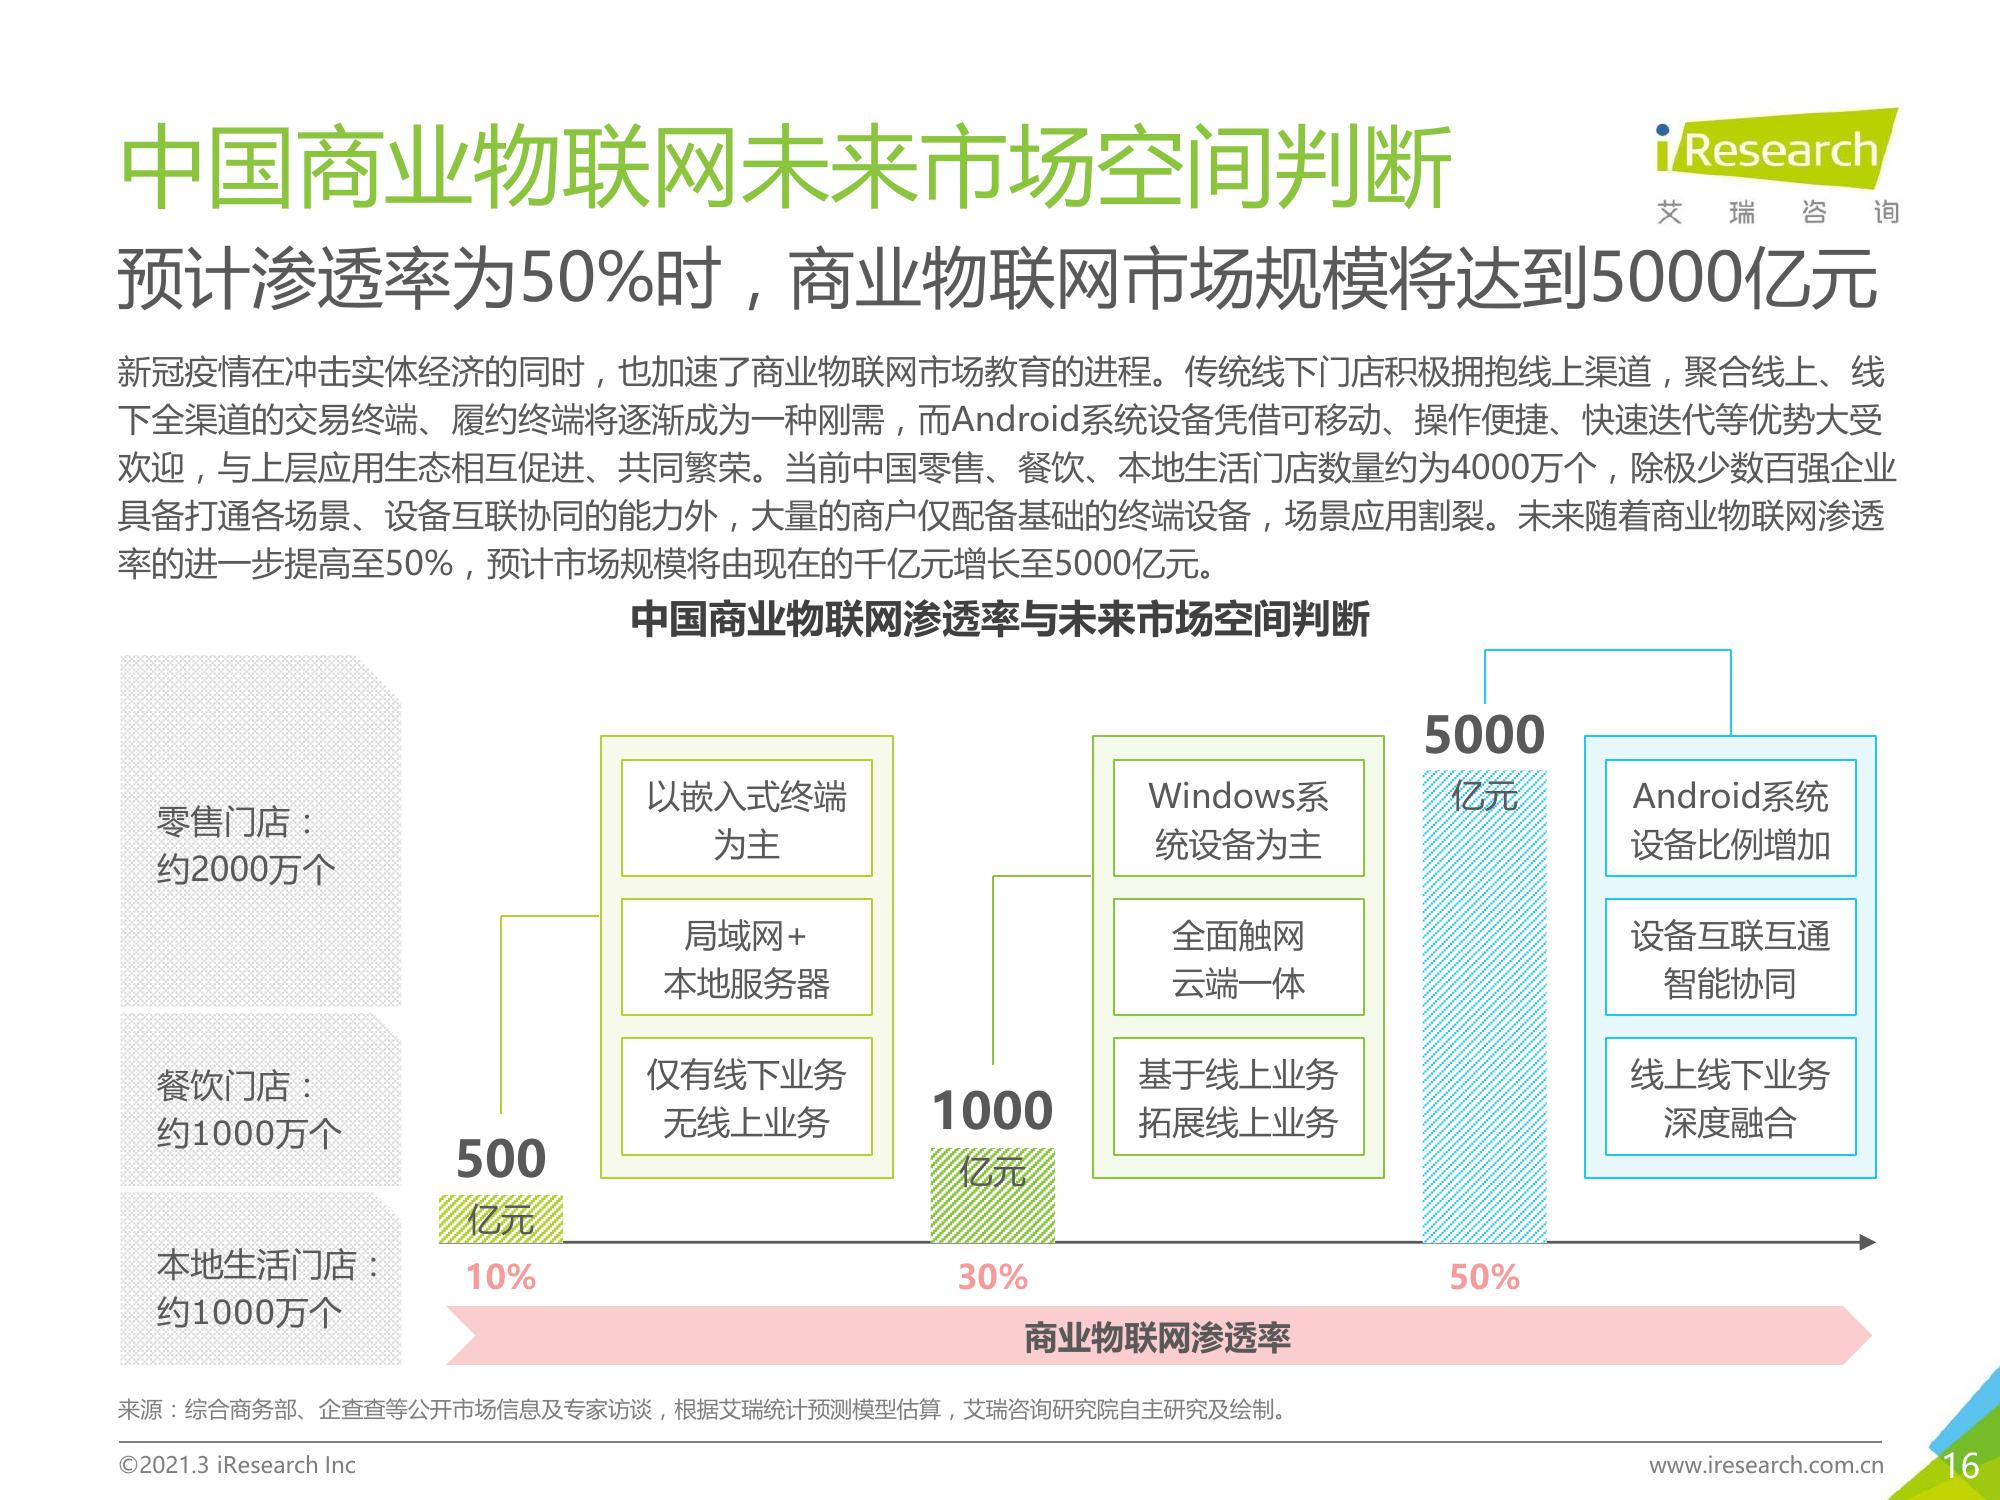 中国商业物联网未来市场空间判断
iResearch
艾瑞咨询
预计渗透率为50%时，商业物联网市场规模将达到5000亿元
新冠疫情在冲击实体经济的同时，也加速了商业物联网市场教育的进程。传统线下门店积极拥抱线上渠道，聚合线上、线
下全渠道的交易终端、履约终端将逐渐成为一种刚需，而Android系统设备凭借可移动、操作便捷、快速迭代等优势大受
欢迎，与上层应用生态相互促进、共同繁荣。当前中国零售、餐饮、本地生活门店数量约为4000万个，除极少数百强企业
具备打通各场景、设备互联协同的能力外，大量的商户仅配备基础的终端设备，场景应用割裂。未来随着商业物联网渗透
率的进一步提高至50%，预计市场规模将由现在的千亿元增长至5000亿元。
中国商业物联网渗透率与未来市场空间判断
零售门店：
约2000万个
餐饮门店：
约1000万个
本地生活门店：
约1000万个
500
亿元
以嵌入式终端
为主
局域网+
本地服务器
仅有线下业务
无线上业务
1000
亿元
Windows系
统设备为主
全面触网
云端一体
基于线上业务
拓展线上业务
5000
亿元
Android系统
设备比例增加
设备互联互通
智能协同
线上线下业务
深度融合
10%
30%
50%
商业物联网渗透率
来源：综合商务部、企查查等公开市场信息及专家访谈，根据艾瑞统计预测模型估算，艾瑞咨询研究院自主研究及绘制。
©2021.3 iResearch Inc
www.iresearch.com.cn
16